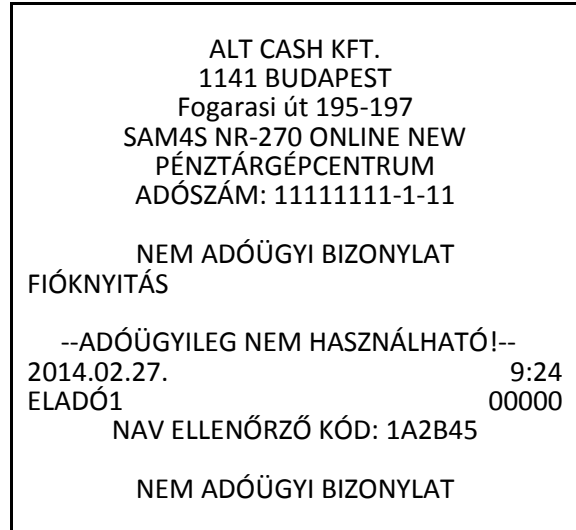 ALT CASH KFT.
1141 BUDAPEST
Fogarasi út 195-197
SAM4S NR-270 ONLINE NEW
PÉNZTÁRGÉPCENTRUM
ADÓSZÁM: 11111111-1-11
NEM ADÓÜGYI BIZONYLAT
FIÓKNYITÁS
--ADÓÜGYILEG NEM HASZNÁLHATÓ!--
2014.02.27. 9:24
ELADÓ1 00000
NAV ELLENŐRZŐ KÓD: 1A2B45
NEM ADÓÜGYI BIZONYLAT